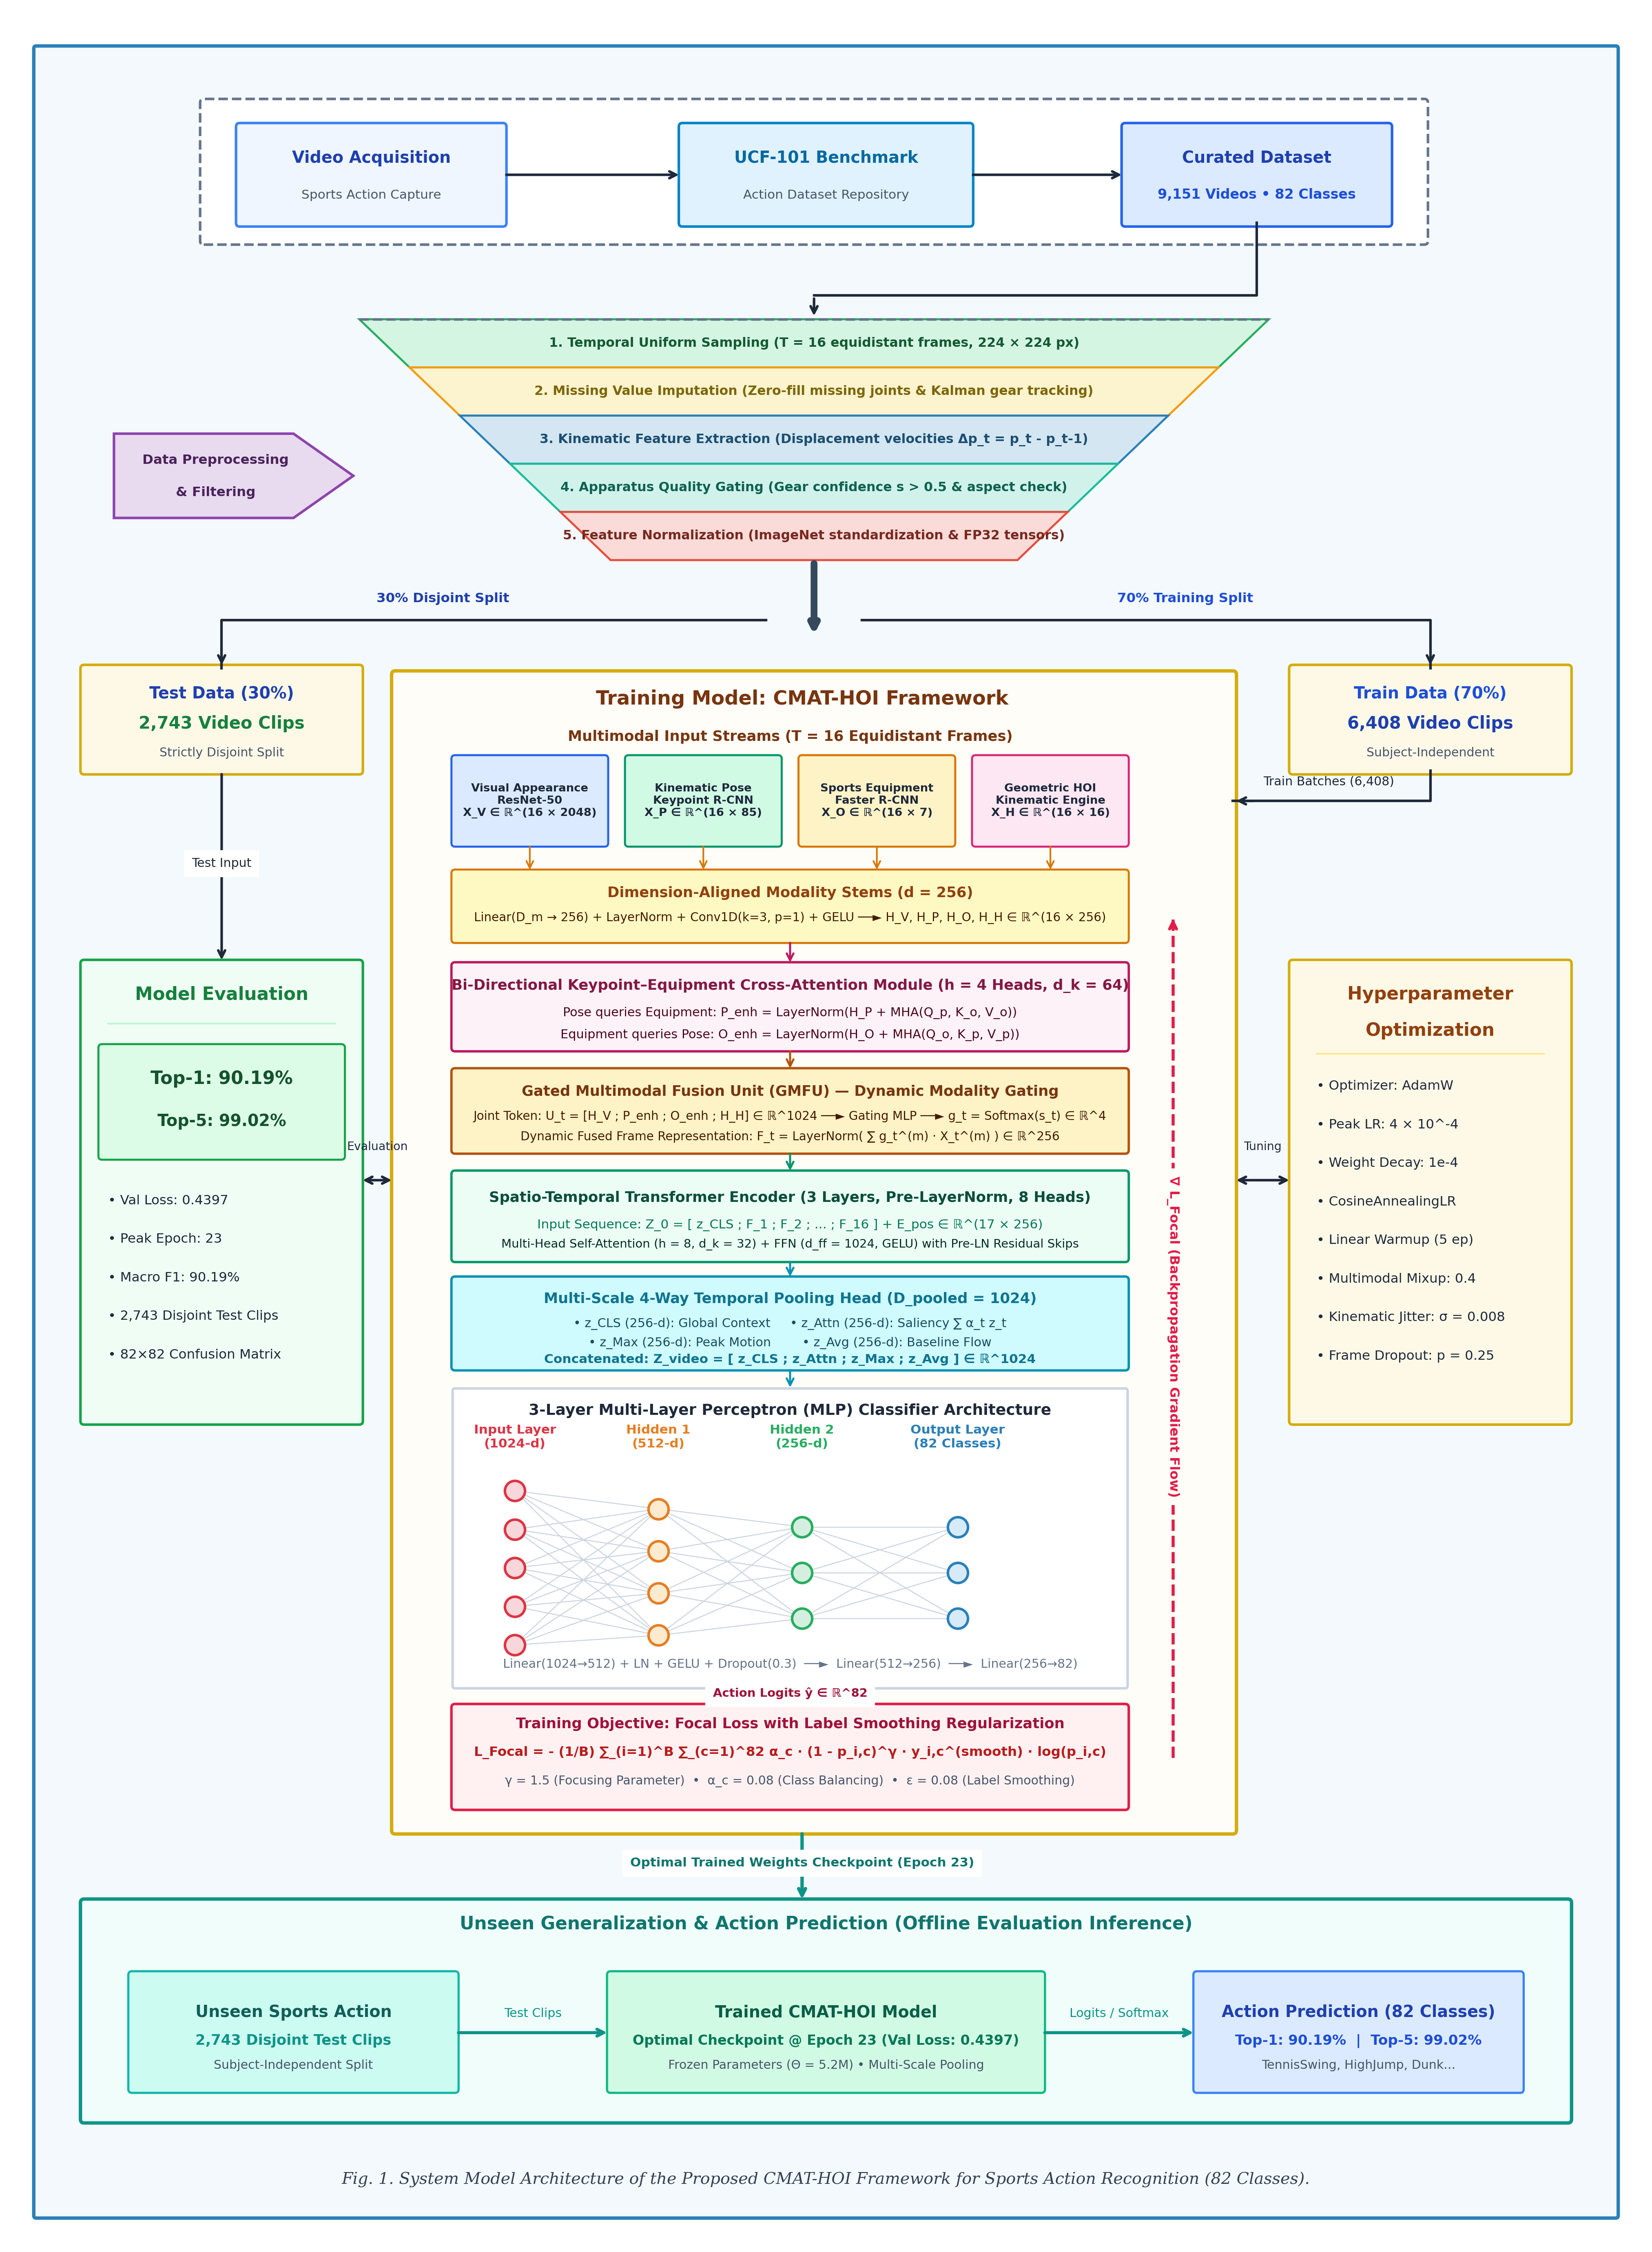 Video Acquisition
Sports Action Capture
UCF-101 Benchmark
Action Dataset Repository
Curated Dataset
9,151 Videos • 82 Classes
1. Temporal Uniform Sampling (T = 16 equidistant frames, 224 × 224 px)
2. Missing Value Imputation (Zero-fill missing joints & Kalman gear tracking)
3. Kinematic Feature Extraction (Displacement velocities Δp_t = p_t - p_t-1)
4. Apparatus Quality Gating (Gear confidence s > 0.5 & aspect check)
5. Feature Normalization (ImageNet standardization & FP32 tensors)
Data Preprocessing
& Filtering
30% Disjoint Split
70% Training Split
Test Data (30%)
2,743 Video Clips
Strictly Disjoint Split
Train Data (70%)
6,408 Video Clips
Subject-Independent
Train Batches (6,408)
Test Input
Training Model: CMAT-HOI Framework
Multimodal Input Streams (T = 16 Equidistant Frames)
Visual Appearance
ResNet-50
X_V ∈ ℝ^(16 × 2048)
Kinematic Pose
Keypoint R-CNN
X_P ∈ ℝ^(16 × 85)
Sports Equipment
Faster R-CNN
X_O ∈ ℝ^(16 × 7)
Geometric HOI
Kinematic Engine
X_H ∈ ℝ^(16 × 16)
Dimension-Aligned Modality Stems (d = 256)
Linear(D_m → 256) + LayerNorm + Conv1D(k=3, p=1) + GELU ──► H_V, H_P, H_O, H_H ∈ ℝ^(16 × 256)
Bi-Directional Keypoint–Equipment Cross-Attention Module (h = 4 Heads, d_k = 64)
Pose queries Equipment: P_enh = LayerNorm(H_P + MHA(Q_p, K_o, V_o))
Equipment queries Pose: O_enh = LayerNorm(H_O + MHA(Q_o, K_p, V_p))
Gated Multimodal Fusion Unit (GMFU) — Dynamic Modality Gating
Joint Token: U_t = [H_V ; P_enh ; O_enh ; H_H] ∈ ℝ^1024 ──► Gating MLP ──► g_t = Softmax(s_t) ∈ ℝ^4
Dynamic Fused Frame Representation: F_t = LayerNorm( ∑ g_t^(m) · X_t^(m) ) ∈ ℝ^256
Spatio-Temporal Transformer Encoder (3 Layers, Pre-LayerNorm, 8 Heads)
Input Sequence: Z_0 = [ z_CLS ; F_1 ; F_2 ; ... ; F_16 ] + E_pos ∈ ℝ^(17 × 256)
Multi-Head Self-Attention (h = 8, d_k = 32) + FFN (d_ff = 1024, GELU) with Pre-LN Residual Skips
Multi-Scale 4-Way Temporal Pooling Head (D_pooled = 1024)
• z_CLS (256-d): Global Context • z_Attn (256-d): Saliency ∑ α_t z_t
• z_Max (256-d): Peak Motion • z_Avg (256-d): Baseline Flow
Concatenated: Z_video = [ z_CLS ; z_Attn ; z_Max ; z_Avg ] ∈ ℝ^1024
3-Layer Multi-Layer Perceptron (MLP) Classifier Architecture
Input Layer
(1024-d)
Hidden 1
(512-d)
Hidden 2
(256-d)
Output Layer
(82 Classes)
Linear(1024→512) + LN + GELU + Dropout(0.3) ──► Linear(512→256) ──► Linear(256→82)
Action Logits ŷ ∈ ℝ^82
Training Objective: Focal Loss with Label Smoothing Regularization
L_Focal = - (1/B) ∑_(i=1)^B ∑_(c=1)^82 α_c · (1 - p_i,c)^γ · y_i,c^(smooth) · log(p_i,c)
γ = 1.5 (Focusing Parameter) • α_c = 0.08 (Class Balancing) • ε = 0.08 (Label Smoothing)
∇ L_Focal (Backpropagation Gradient Flow)
Model Evaluation
Top-1: 90.19%
Top-5: 99.02%
• Val Loss: 0.4397
• Peak Epoch: 23
• Macro F1: 90.19%
• 2,743 Disjoint Test Clips
• 82×82 Confusion Matrix
Evaluation
Tuning
Hyperparameter
Optimization
• Optimizer: AdamW
• Peak LR: 4 × 10^-4
• Weight Decay: 1e-4
• CosineAnnealingLR
• Linear Warmup (5 ep)
• Multimodal Mixup: 0.4
• Kinematic Jitter: σ = 0.008
• Frame Dropout: p = 0.25
Optimal Trained Weights Checkpoint (Epoch 23)
Unseen Generalization & Action Prediction (Offline Evaluation Inference)
Unseen Sports Action
2,743 Disjoint Test Clips
Subject-Independent Split
Test Clips
Trained CMAT-HOI Model
Optimal Checkpoint @ Epoch 23 (Val Loss: 0.4397)
Frozen Parameters (Θ = 5.2M) • Multi-Scale Pooling
Logits / Softmax
Action Prediction (82 Classes)
Top-1: 90.19% | Top-5: 99.02%
TennisSwing, HighJump, Dunk...
Fig. 1. System Model Architecture of the Proposed CMAT-HOI Framework for Sports Action Recognition (82 Classes).